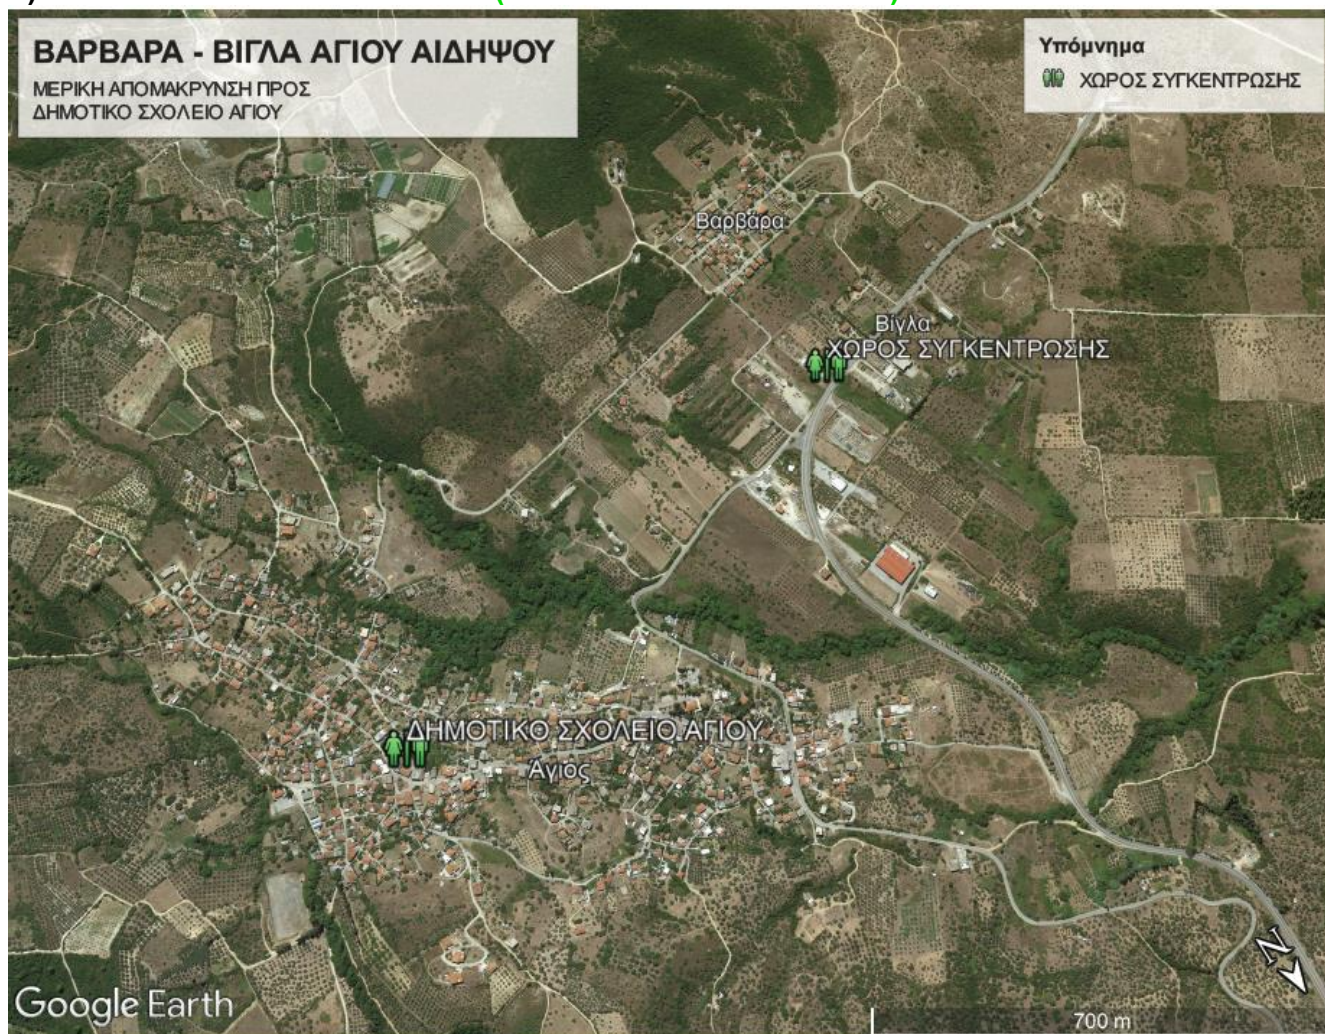 ΒΑΡΒΑΡΑ - ΒΙΓΛΑ ΑΓΙΟΥ ΑΙΔΗΨΟΥ
ΜΕΡΙΚΗ ΑΠΟΜΑΚΡΥΝΣΗ ΠΡΟΣ
ΔΗΜΟΤΙΚΟ ΣΧΟΛΕΙΟ ΑΓΙΟΥ
Υπόμνημα
ΧΩΡΟΣ ΣΥΓΚΕΝΤΡΩΣΗΣ
Βαρβάρα
Βίγλα
ΧΩΡΟΣ ΣΥΓΚΕΝΤΡΩΣΗΣ
ΔΗΜΟΤΙΚΟ ΣΧΟΛΕΙΟ ΑΓΙΟΥ
Άγιος
N
Google Earth
700 m